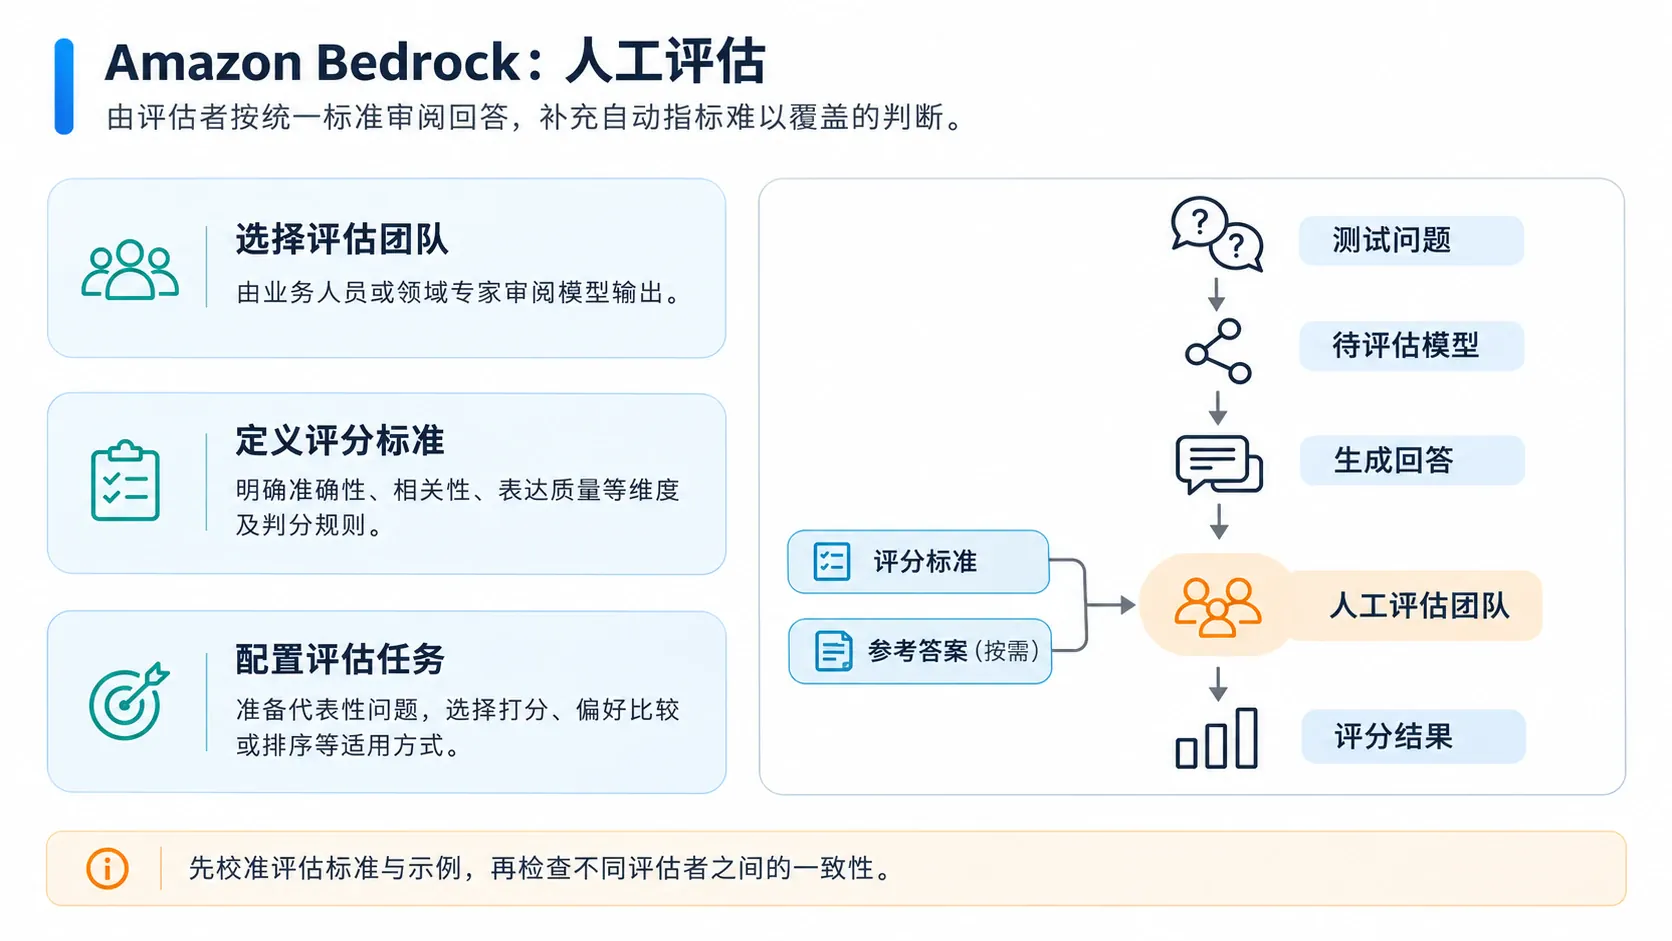 Amazon Bedrock：人工评估
由评估者按统一标准审阅回答，补充自动指标难以覆盖的判断。
选择评估团队
由业务人员或领域专家审阅模型输出。
定义评分标准
明确准确性、相关性、表达质量等维度
及判分规则。
配置评估任务
准备代表性问题，选择打分、偏好比较
或排序等适用方式。
? ?
测试问题
待评估模型
生成回答
评分标准
参考答案（按需）
人工评估团队
评分结果
先校准评估标准与示例，再检查不同评估者之间的一致性。